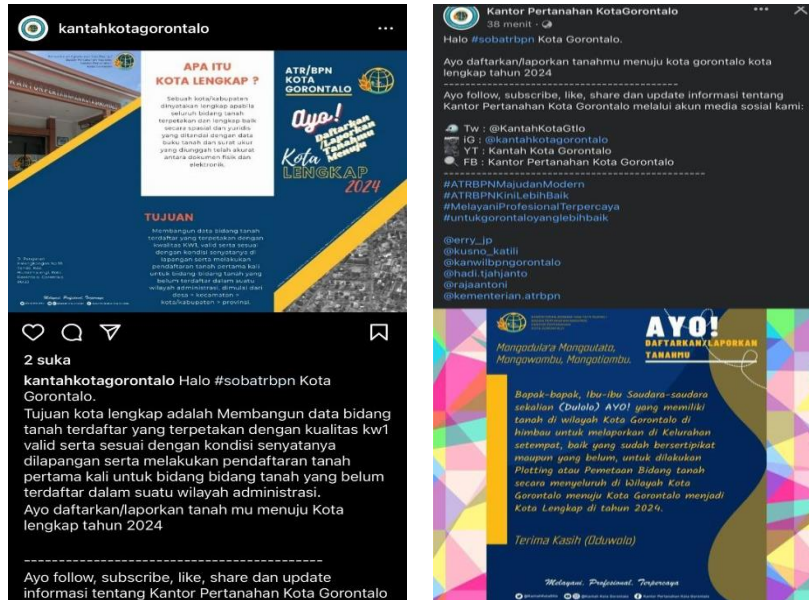 kantahkotagorontalo
APA ITU
KOTA LENGKAP ?
Sebuah kota/kabupaten
dinyatakan lengkap apabila
seluruh bidang tanah
terpetakan dan lengkap baik
secara spasial dan yuridis
yang ditandai dengan data
buku tanah dan surat ukur
yang diunggah telah akurat
antara dokumen fisik dan
elektronik.
ATR/BPN
KOTA
GORONTALO
Ayo!
Daftarkan
/Laporkan
Tanahmu
Menuju
Kota
LENGKAP
2024
TUJUAN
Membangun data bidang tanah
terdaftar yang terpetakan dengan
kwalitas KW1, valid serta sesuai
dengan kondisi senyatanya di
lapangan serta melakukan
pendaftaran tanah pertama kali
untuk bidang-bidang tanah yang
belum terdaftar dalam suatu
wilayah administrasi, dimulai dari
desa - kecamatan -
kota/kabupaten - provinsi.
Melayani, Profesional, Terpercaya
2 suka
kantahkotagorontalo Halo #sobatrbpn Kota
Gorontalo.
Tujuan kota lengkap adalah Membangun data bidang
tanah terdaftar yang terpetakan dengan kualitas kw1
valid serta sesuai dengan kondisi senyatanya
dilapangan serta melakukan pendaftaran tanah
pertama kali untuk bidang bidang tanah yang belum
terdaftar dalam suatu wilayah administrasi.
Ayo daftarkan/laporkan tanah mu menuju Kota
lengkap tahun 2024
--------------------------------------------
Ayo follow, subscribe, like, share dan update
informasi tentang Kantor Pertanahan Kota Gorontalo
Kantor Pertanahan KotaGorontalo
38 menit
Halo #sobatrbpn Kota Gorontalo.
Ayo daftarkan/laporkan tanahmu menuju kota gorontalo kota
lengkap tahun 2024
--------------------------------------------
Ayo follow, subscribe, like, share dan update informasi tentang
Kantor Pertanahan Kota Gorontalo melalui akun media sosial kami:
Tw : @KantahKotaGtlo
iG : @kantahkotagorontalo
YT : Kantah Kota Gorontalo
FB : Kantor Pertanahan Kota Gorontalo
--------------------------------------------
#ATRBPNMajudanModern
#ATRBPNKiniLebihBaik
#MelayaniProfesionalTerpercaya
#untukgorontaloyanglebihbaik
@erry_jp
@kusno_katili
@kanwilbpngorontalo
@hadi.tjahjanto
@rajaantoni
@kementerian.atrbpn
AYO!
DAFTARKAN/LAPORKAN
TANAHMU
Mongodula'a Mongoutato,
Mongowombu, Mongotiombu.
Bapak-bapak, Ibu-ibu Saudara-saudara
sekalian (Dulolo) AYO! yang memiliki
tanah di wilayah Kota Gorontalo di
himbau untuk melaporkan di Kelurahan
setempat, baik yang sudah bersertipikat
maupun yang belum, untuk dilakukan
Plotting atau Pemetaan Bidang tanah
secara menyeluruh di Wilayah Kota
Gorontalo menuju Kota Gorontalo menjadi
Kota Lengkap di tahun 2024.
Terima Kasih (Oduwolo)
Melayani, Profesional, Terpercaya